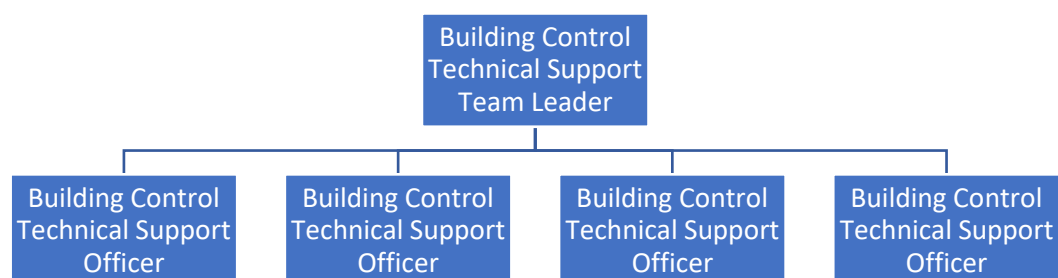 Building Control
Technical Support
Team Leader
Building Control
Technical Support
Officer
Building Control
Technical Support
Officer
Building Control
Technical Support
Officer
Building Control
Technical Support
Officer